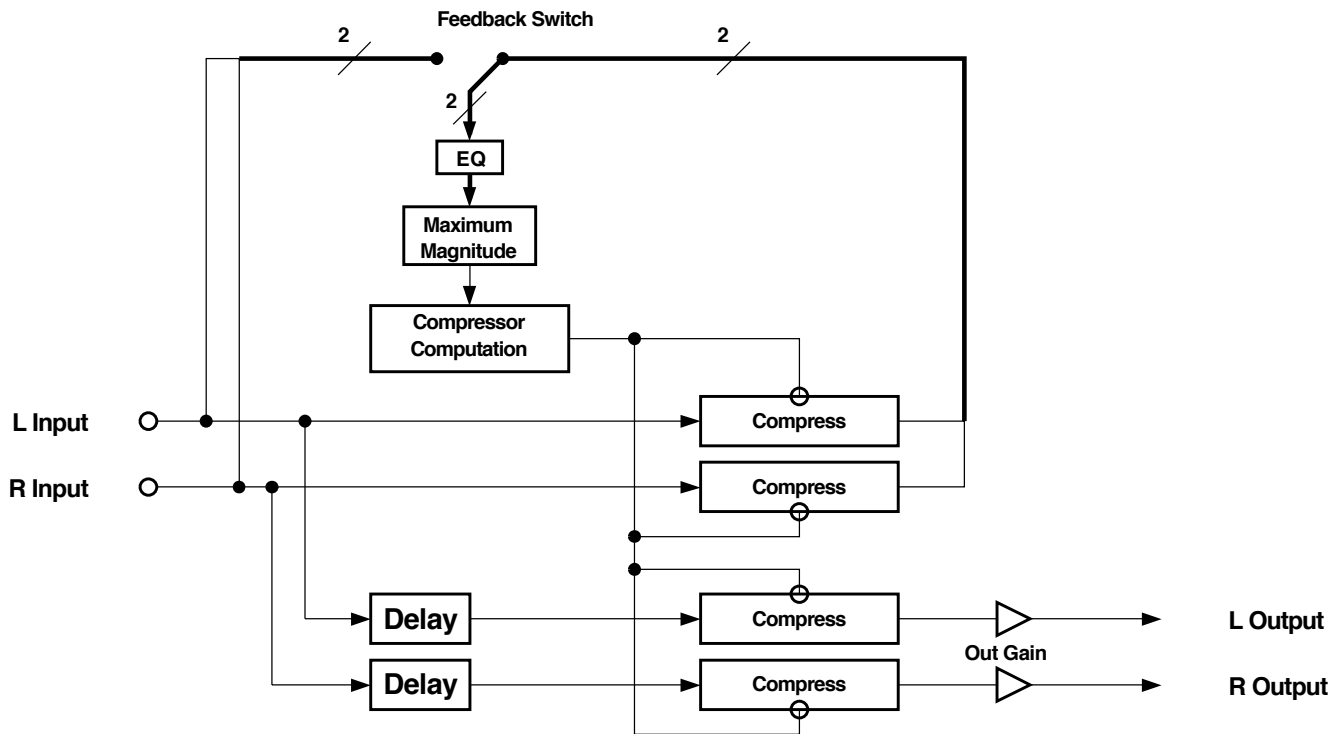 Feedback Switch
2
2
2
EQ
Maximum
Magnitude
Compressor
Computation
L Input
Compress
R Input
Compress
Delay
Compress
L Output
Out Gain
Delay
Compress
R Output